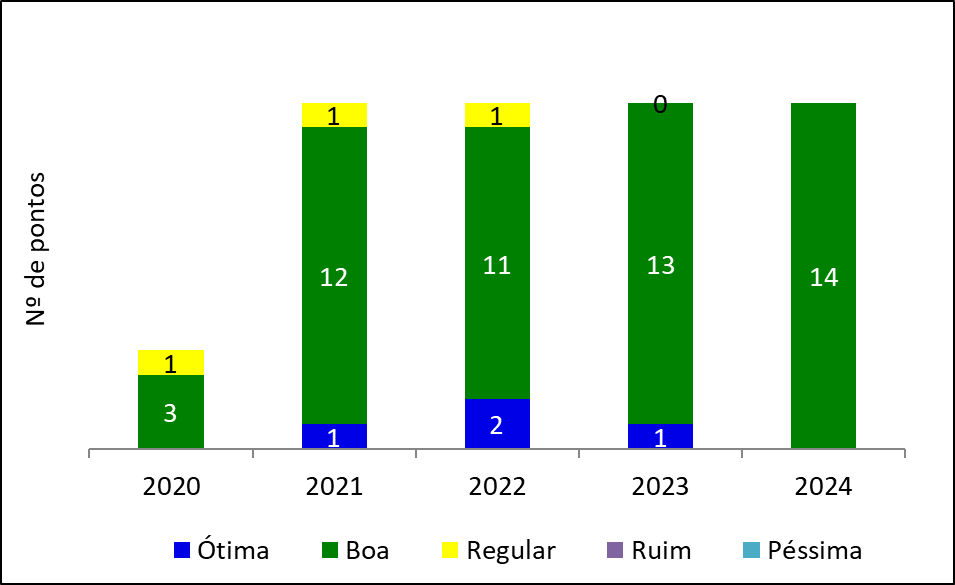 Nº de pontos
0
1
1
12
11
13
14
1
3
1
2
1
2020
2021
2022
2023
2024
Ótima
Boa
Regular
Ruim
Péssima